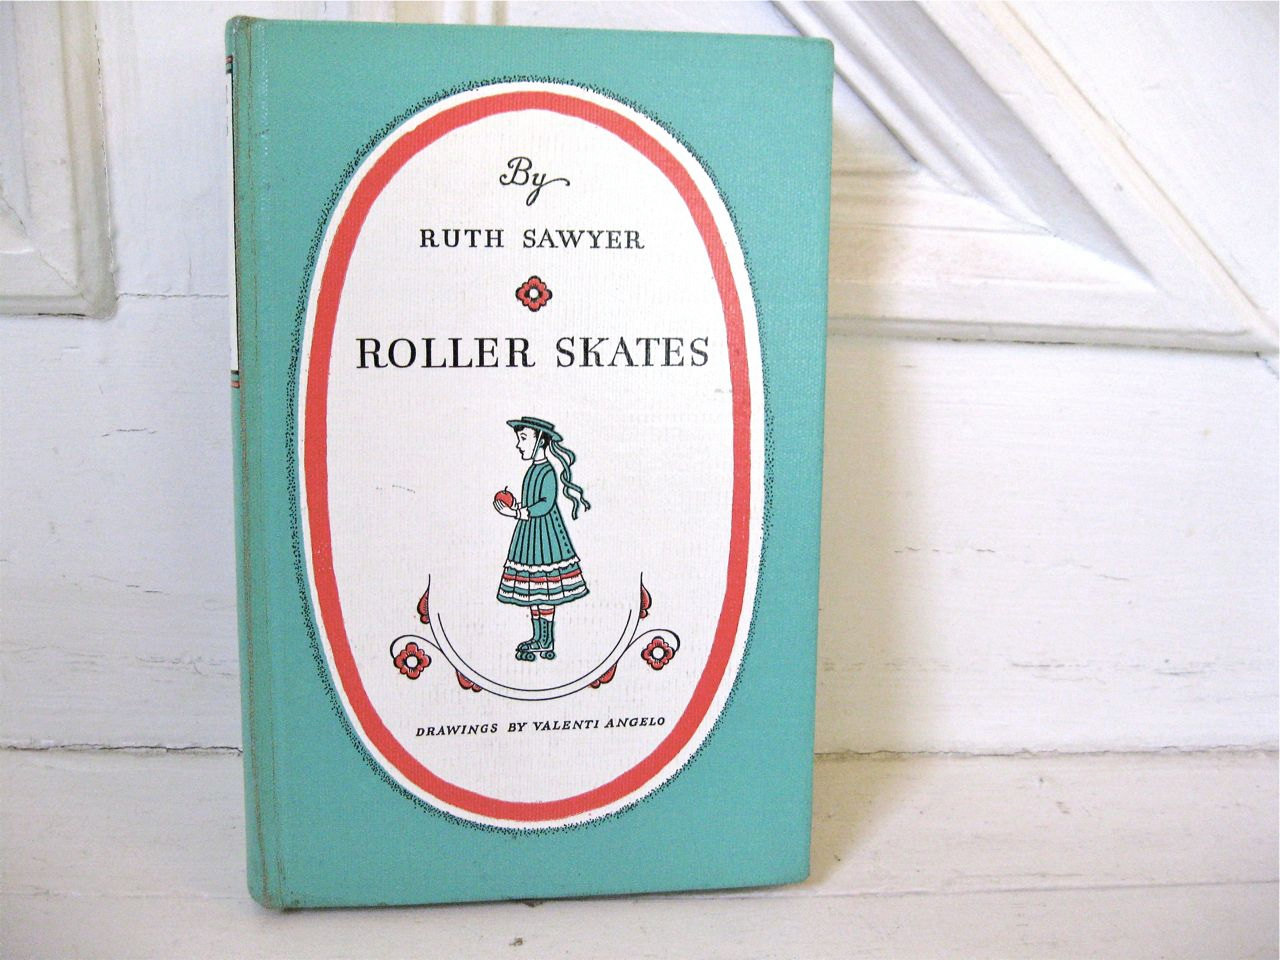 By
RUTH SAWYER
ROLLER SKATES
DRAWINGS BY VALENTI ANGELO